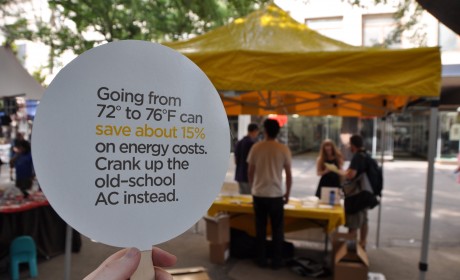 Going from
72° to 76°F can
save about 15%
on energy costs.
Crank up the
old-school
AC instead.